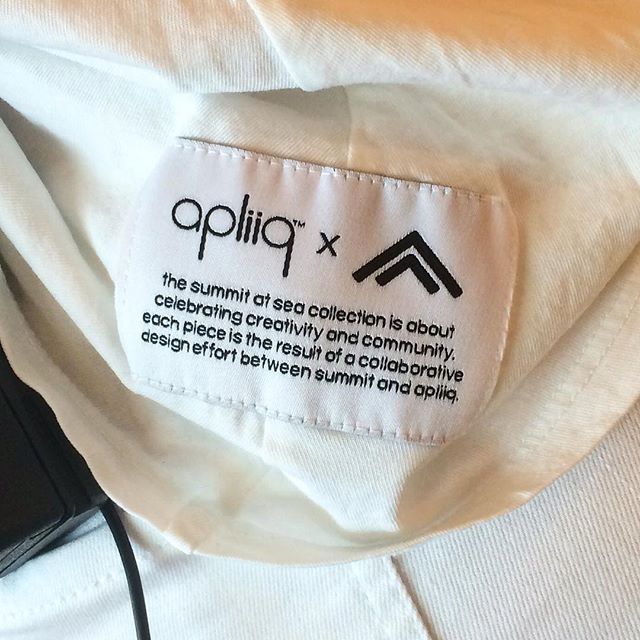 apliiq™ x
the summit at sea collection is about
celebrating creativity and community.
each piece is the result of a collaborative
design effort between summit and apliiq.